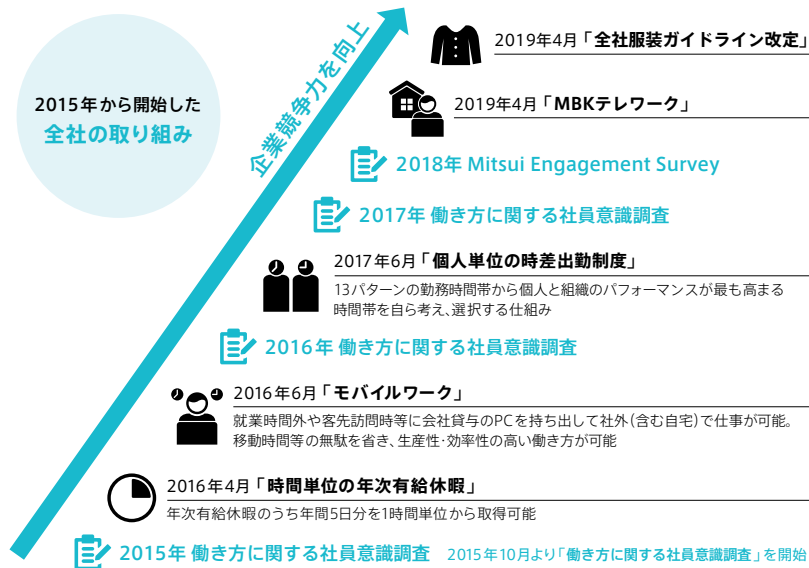 2015年から開始した
全社の取り組み
企業競争力を向上
2019年4月「全社服装ガイドライン改定」
2019年4月「MBKテレワーク」
2018年 Mitsui Engagement Survey
2017年 働き方に関する社員意識調査
2017年6月「個人単位の時差出勤制度」
13パターンの勤務時間帯から個人と組織のパフォーマンスが最も高まる
時間帯を自ら考え、選択する仕組み
2016年 働き方に関する社員意識調査
2016年6月「モバイルワーク」
就業時間外や客先訪問時等に会社貸与のPCを持ち出して社外(含む自宅)で仕事が可能。
移動時間等の無駄を省き、生産性・効率性の高い働き方が可能
2016年4月「時間単位の年次有給休暇」
年次有給休暇のうち年間5日分を1時間単位から取得可能
2015年 働き方に関する社員意識調査 2015年10月より「働き方に関する社員意識調査」を開始